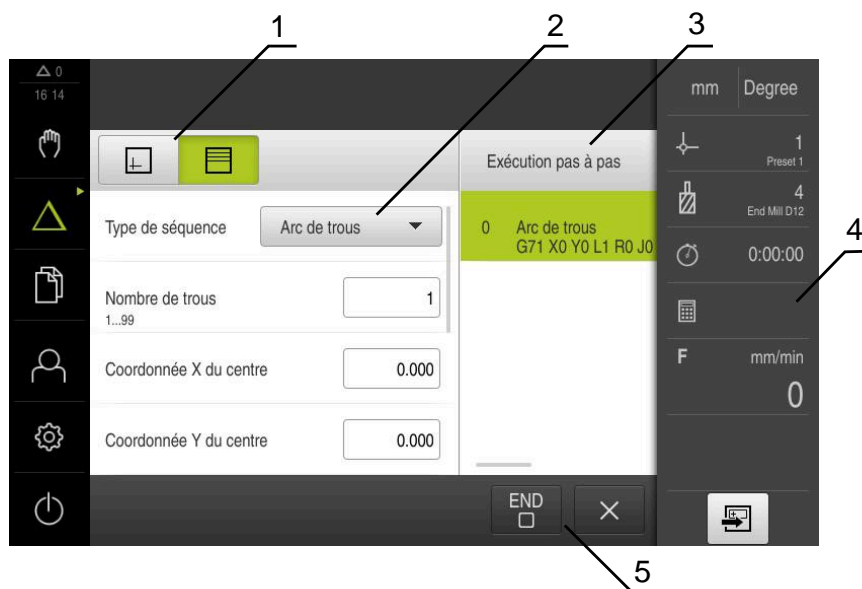 1
2
3
0
16 14
mm Degree
1
Preset 1
Exécution pas à pas
4
End Mill D12
Type de séquence Arc de trous
0 Arc de trous
G71 X0 Y0 L1 R0 J0
4
0:00:00
Nombre de trous 1
1...99
F mm/min
0
Coordonnée X du centre 0.000
Coordonnée Y du centre 0.000
END
5